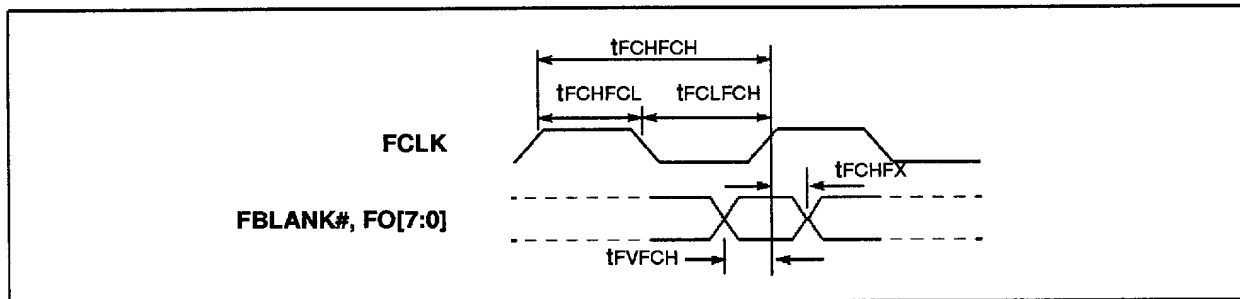 tFCHFCH
tFCHFCL tFCLFCH
FCLK
tFCHFX
FBLANK#, FO[7:0]
tFVFCH